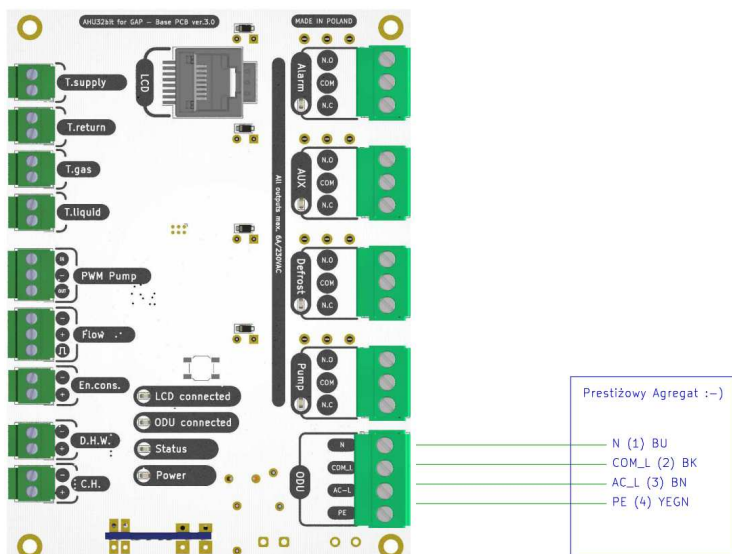 AHU32bit for GAP - Base PCB ver.3.0
MADE IN POLAND
T.supply
T.return
T.gas
T.liquid
LCD
IN
-
OUT
PWM Pump
-
+
Flow
-
+
En.cons.
-
+
D.H.W.
-
+
C.H.
All outputs max. 6A/230VAC
Alarm
N.O
COM
N.C
AUX
N.O
COM
N.C
Defrost
N.O
COM
N.C
Pump
N.O
COM
N.C
LCD connected
ODU connected
Status
Power
ODU
N
COM_L
AC-L
PE
Prestiżowy Agregat :-)
N (1) BU
COM_L (2) BK
AC_L (3) BN
PE (4) YEGN